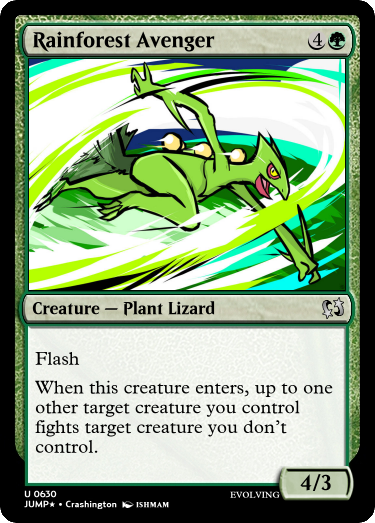 Rainforest Avenger 4
Creature — Plant Lizard
Flash
When this creature enters, up to one
other target creature you control
fights target creature you don't
control.
4/3
U 0630
JUMP★ • Crashington ISHMAM
EVOLVING